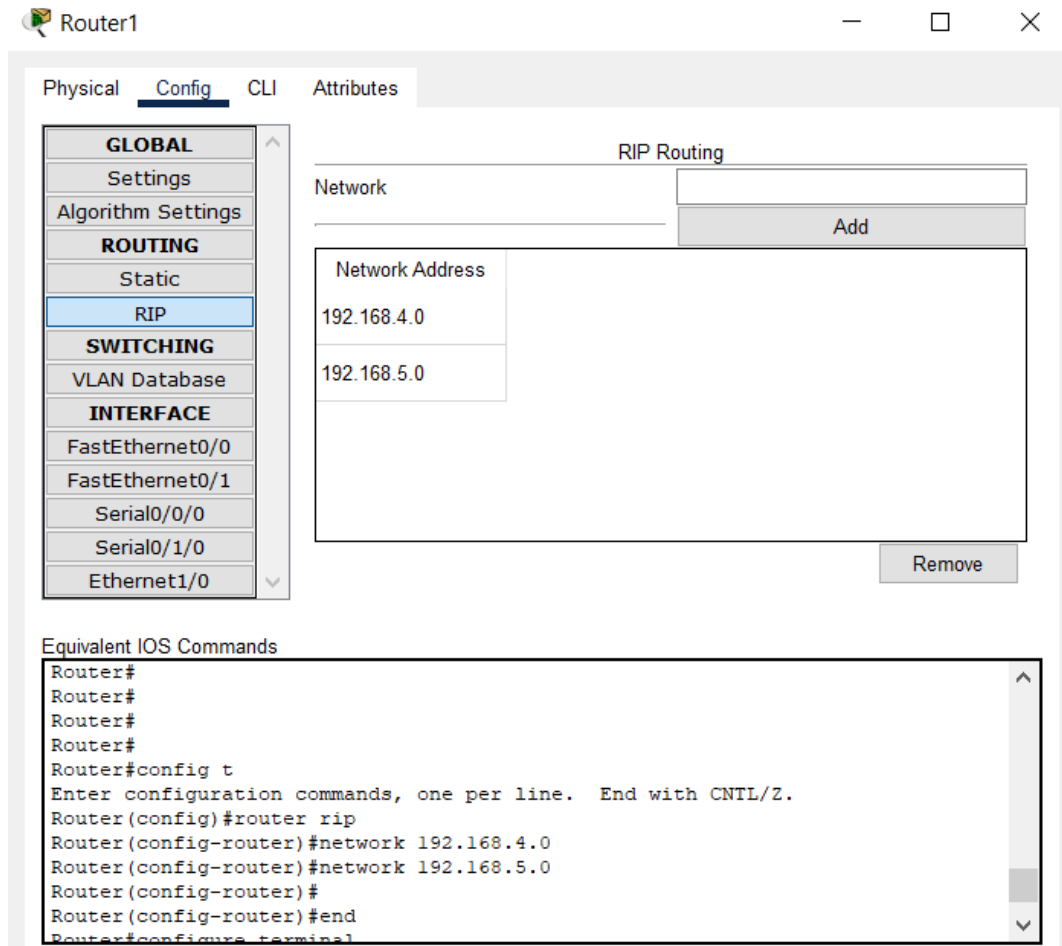 Router1
Physical Config CLI Attributes
GLOBAL
Settings
Algorithm Settings
ROUTING
Static
RIP
SWITCHING
VLAN Database
INTERFACE
FastEthernet0/0
FastEthernet0/1
Serial0/0/0
Serial0/1/0
Ethernet1/0
RIP Routing
Network
Add
Network Address
192.168.4.0
192.168.5.0
Remove
Equivalent IOS Commands
Router#
Router#
Router#
Router#
Router#config t
Enter configuration commands, one per line.  End with CNTL/Z.
Router(config)#router rip
Router(config-router)#network 192.168.4.0
Router(config-router)#network 192.168.5.0
Router(config-router)#
Router(config-router)#end
Router#configure terminal